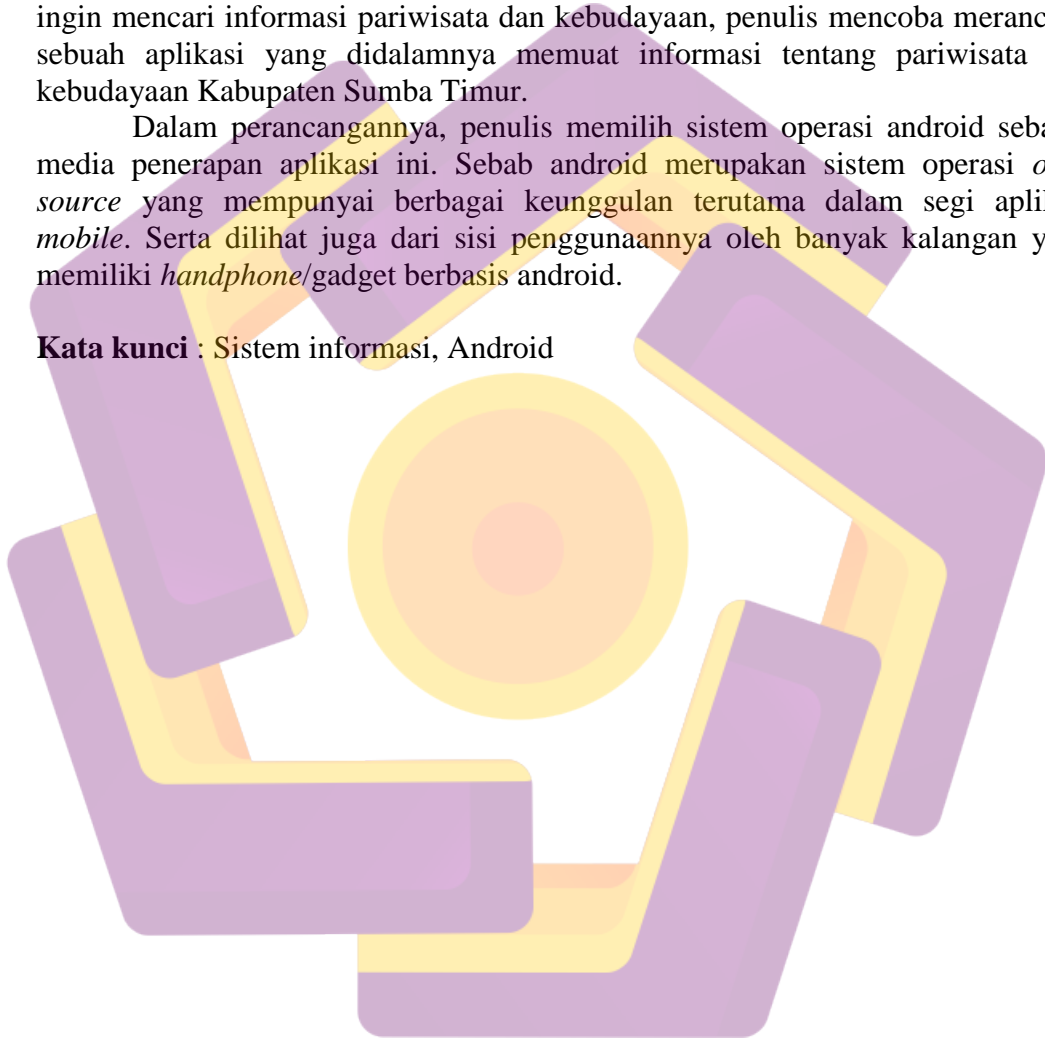 ingin mencari informasi pariwisata dan kebudayaan, penulis mencoba meranc
sebuah aplikasi yang didalamnya memuat informasi tentang pariwisata
kebudayaan Kabupaten Sumba Timur.
Dalam perancangannya, penulis memilih sistem operasi android seba
media penerapan aplikasi ini. Sebab android merupakan sistem operasi o
source yang mempunyai berbagai keunggulan terutama dalam segi aplik
mobile. Serta dilihat juga dari sisi penggunaannya oleh banyak kalangan y
memiliki handphone/gadget berbasis android.
Kata kunci : Sistem informasi, Android